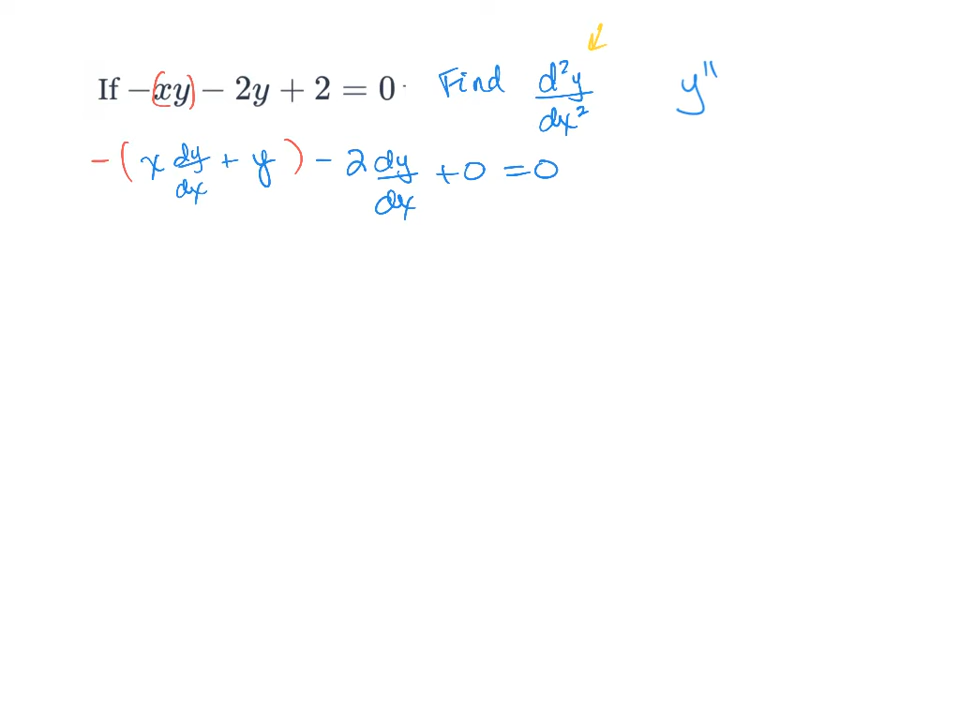 If −(xy) − 2y + 2 = 0. Find d²y/dx² y"
−(x dy/dx + y) − 2 dy/dx + 0 = 0